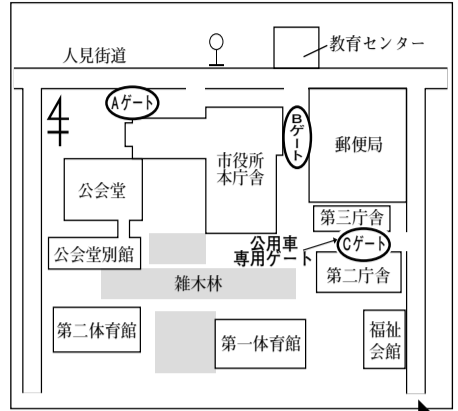 教育センター
人見街道
Aゲート
Bゲート
郵便局
市役所
本庁舎
公会堂
第三庁舎
公用車
専用ゲート
Cゲート
公会堂別館
第二庁舎
雑木林
第二体育館
第一体育館
福祉
会館